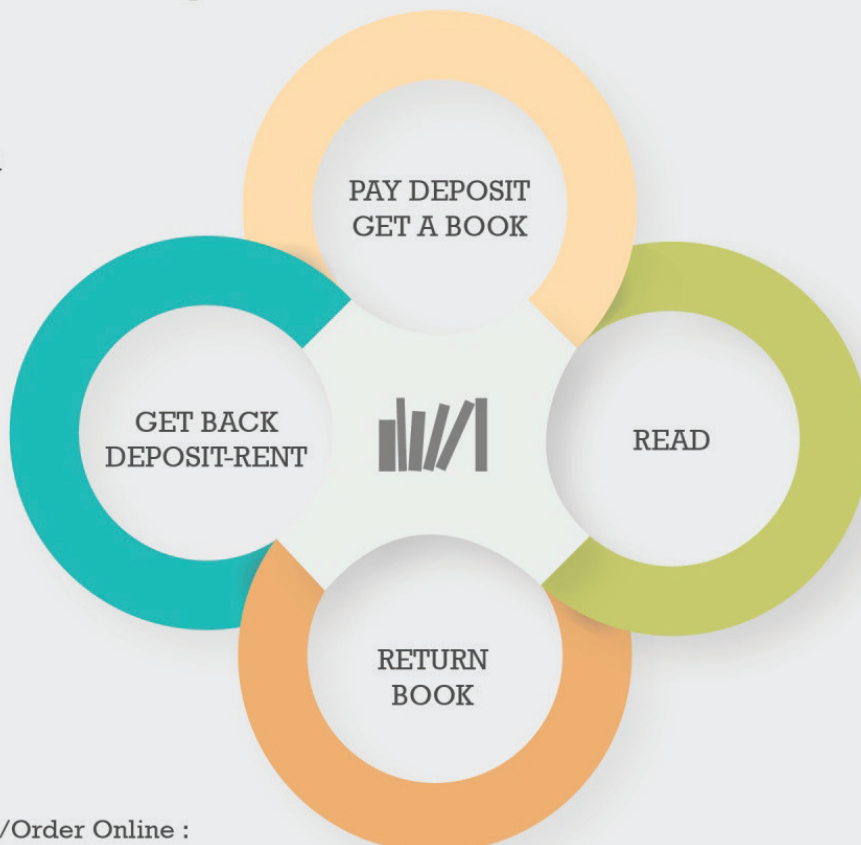 PAY DEPOSIT
GET A BOOK
GET BACK
DEPOSIT-RENT
READ
RETURN
BOOK
/Order Online :